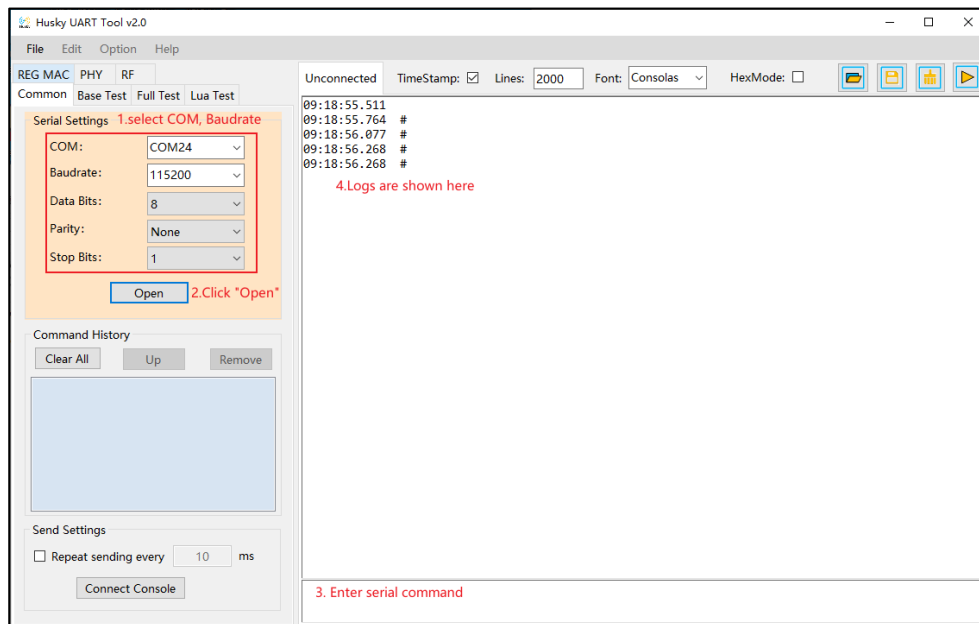 Husky UART Tool v2.0
File Edit Option Help
REG MAC PHY RF
Common Base Test Full Test Lua Test
Serial Settings 1.select COM, Baudrate
COM: COM24
Baudrate: 115200
Data Bits: 8
Parity: None
Stop Bits: 1
Open 2.Click "Open"
Command History
Clear All Up Remove
Send Settings
Repeat sending every 10 ms
Connect Console
Unconnected TimeStamp: Lines: 2000 Font: Consolas HexMode:
09:18:55.511
09:18:55.764 #
09:18:56.077 #
09:18:56.268 #
09:18:56.268 #
4.Logs are shown here
3. Enter serial command